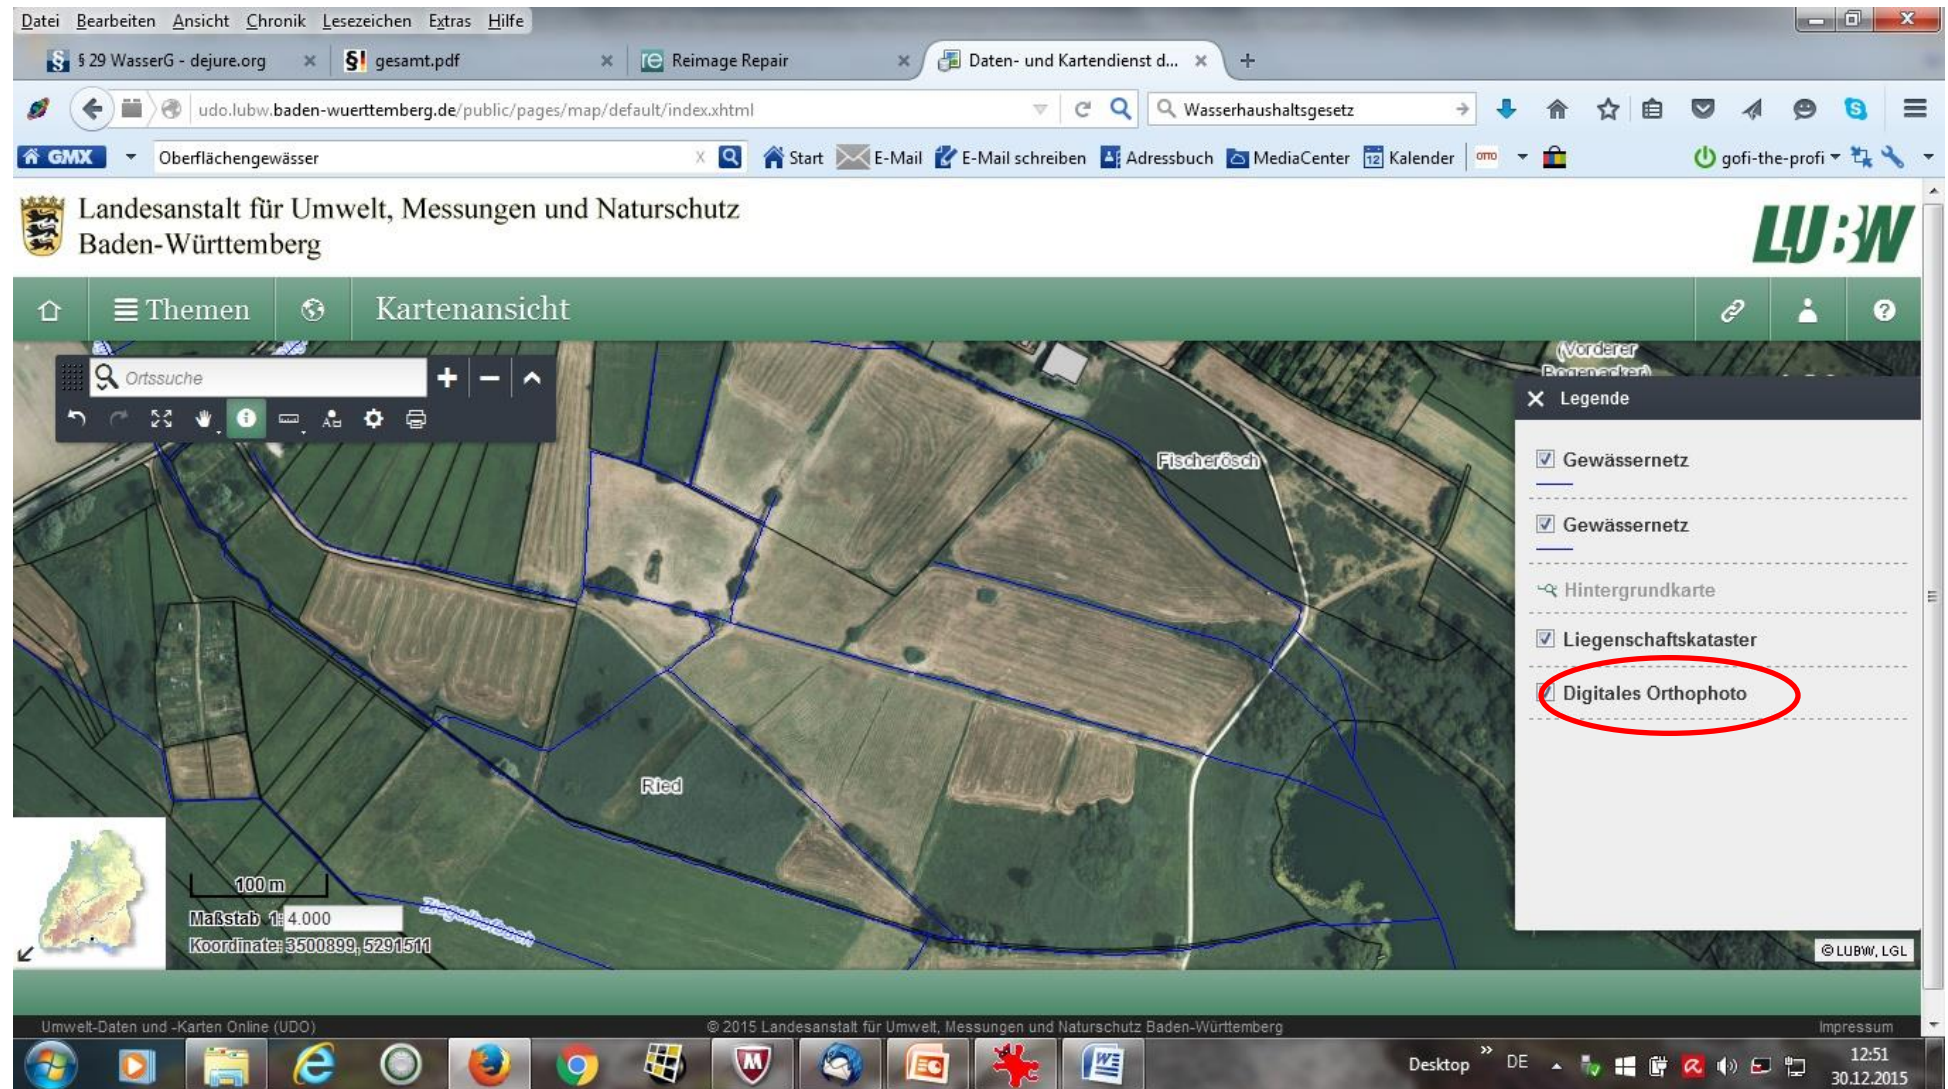 Datei Bearbeiten Ansicht Chronik Lesezeichen Extras Hilfe
§ 29 WasserG - dejure.org
gesamt.pdf
Reimage Repair
Daten- und Kartendienst d...
udo.lubw.baden-wuerttemberg.de/public/pages/map/default/index.xhtml
Wasserhaushaltsgesetz
GMX
Oberflächengewässer
Start E-Mail E-Mail schreiben Adressbuch MediaCenter 12 Kalender OTTO
gofi-the-profi
Landesanstalt für Umwelt, Messungen und Naturschutz
Baden-Württemberg
LUBW
Themen
Kartenansicht
Ortssuche
(Vorderer
Bogenacker)
Legende
Fischerösch
Gewässernetz
Gewässernetz
Hintergrundkarte
Liegenschaftskataster
Digitales Orthophoto
Ried
100 m
Maßstab 1: 4.000
Koordinate: 3500899, 5291511
© LUBW, LGL
Umwelt-Daten und -Karten Online (UDO)
© 2015 Landesanstalt für Umwelt, Messungen und Naturschutz Baden-Württemberg
Impressum
Desktop
DE
12:51
30.12.2015